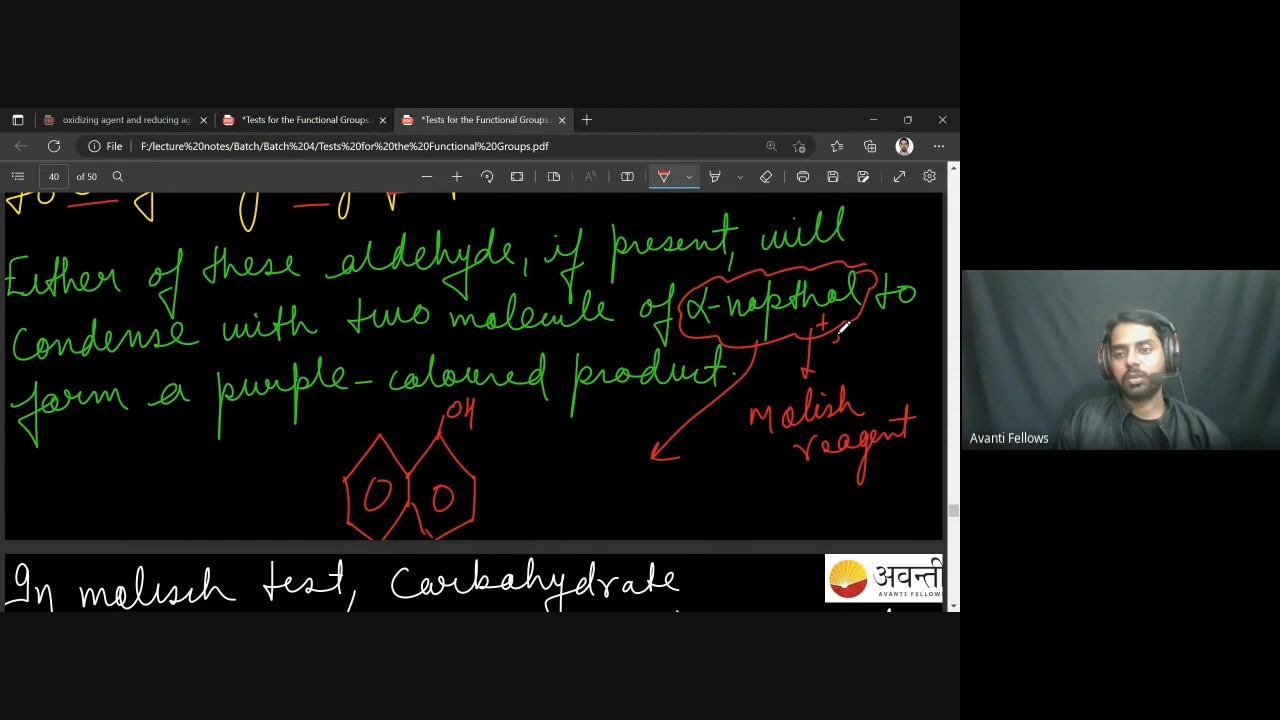 oxidizing agent and reducing ag
*Tests for the Functional Groups.
*Tests for the Functional Groups.
File
F:/lecture%20notes/Batch/Batch%204/Tests%20for%20the%20Functional%20Groups.pdf
40 of 50
Either of these aldehyde, if present, will
condense with two molecule of α-napthol to
form a purple-coloured product.
+
OH
Molish
reagent
In molisch test, Carbohydrate
अवन्ती
AVANTI FELLOWS
Avanti Fellows